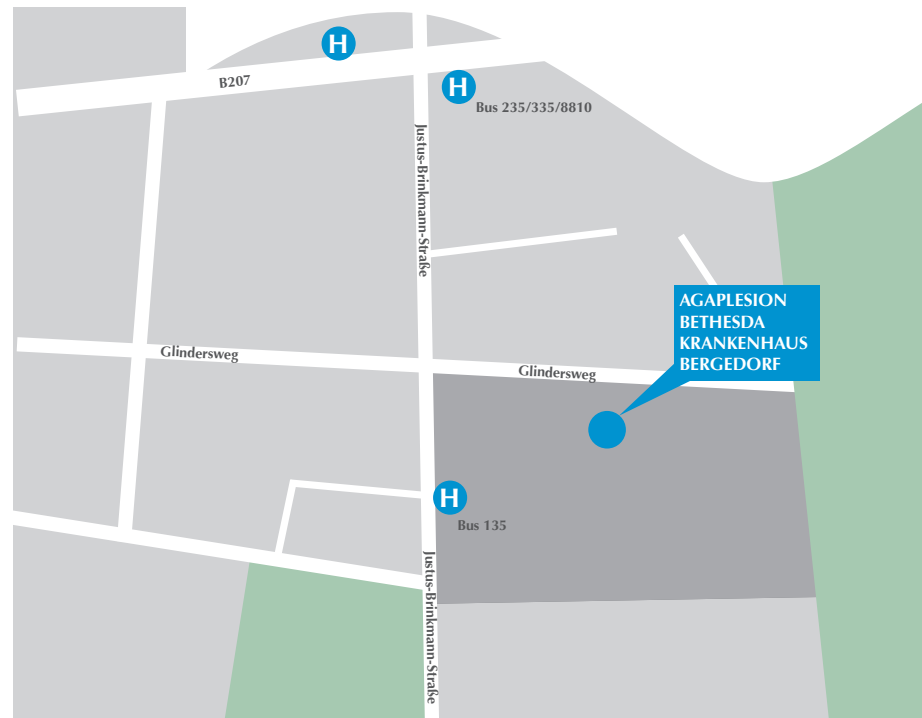 H
B207
H
Bus 235/335/8810
Justus-Brinkmann-Straße
AGAPLESION
BETHESDA
KRANKENHAUS
BERGEDORF
Glindersweg
Glindersweg
H
Bus 135
Justus-Brinkmann-Straße